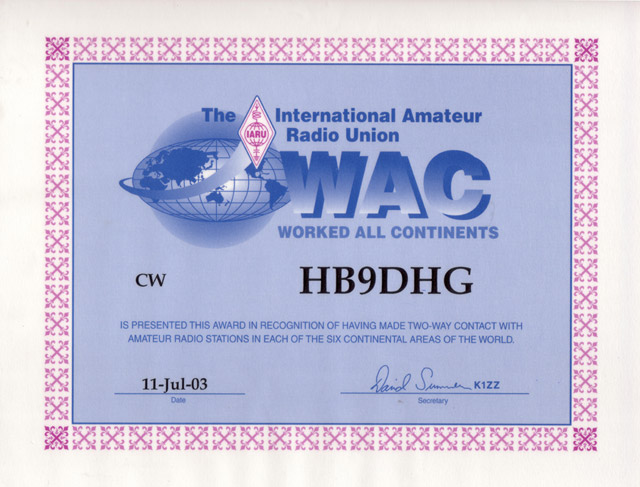 The International Amateur
Radio Union
IARU
WAC
WORKED ALL CONTINENTS
CW HB9DHG
IS PRESENTED THIS AWARD IN RECOGNITION OF HAVING MADE TWO-WAY CONTACT WITH
AMATEUR RADIO STATIONS IN EACH OF THE SIX CONTINENTAL AREAS OF THE WORLD.
11-Jul-03 David Sumner K1ZZ
Date Secretary